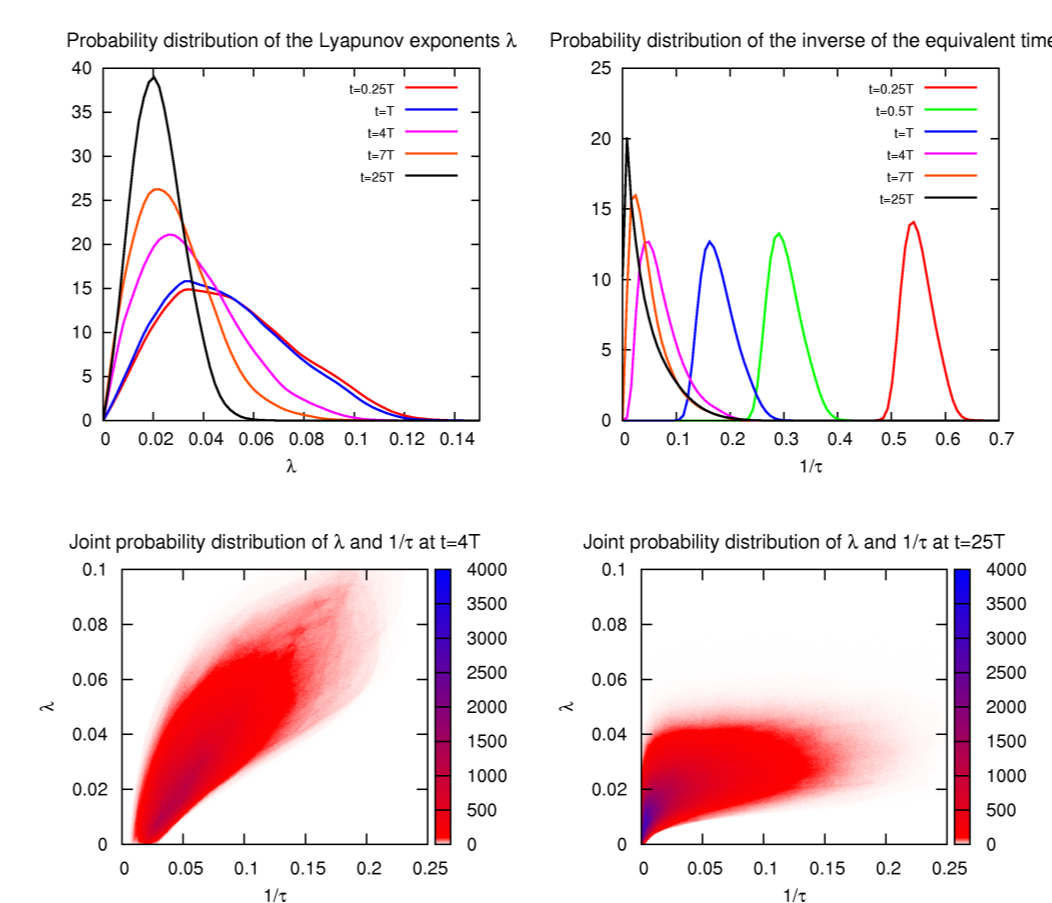 Probability distribution of the Lyapunov exponents λ
40
35
30
25
20
15
10
5
0
t=0.25T
t=T
t=4T
t=7T
t=25T
0 0.02 0.04 0.06 0.08 0.1 0.12 0.14
λ
Probability distribution of the inverse of the equivalent time
25
20
15
10
5
0
t=0.25T
t=0.5T
t=T
t=4T
t=7T
t=25T
0 0.1 0.2 0.3 0.4 0.5 0.6 0.7
1/τ
Joint probability distribution of λ and 1/τ at t=4T
0.1
0.08
0.06
0.04
0.02
0
λ
0 0.05 0.1 0.15 0.2 0.25
1/τ
4000
3500
3000
2500
2000
1500
1000
500
0
Joint probability distribution of λ and 1/τ at t=25T
0.1
0.08
0.06
0.04
0.02
0
λ
0 0.05 0.1 0.15 0.2 0.25
1/τ
4000
3500
3000
2500
2000
1500
1000
500
0